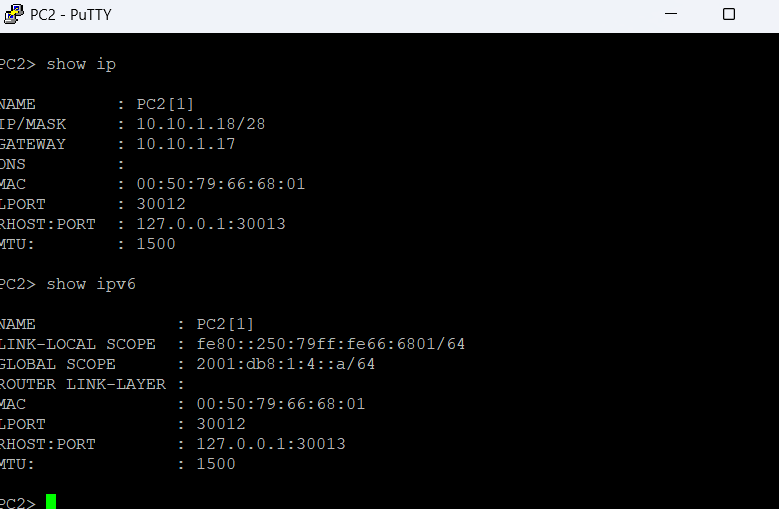 PC2 - PuTTY
PC2> show ip
NAME        : PC2[1]
IP/MASK     : 10.10.1.18/28
GATEWAY     : 10.10.1.17
DNS         :
MAC         : 00:50:79:66:68:01
LPORT       : 30012
RHOST:PORT  : 127.0.0.1:30013
MTU:        : 1500
PC2> show ipv6
NAME              : PC2[1]
LINK-LOCAL SCOPE  : fe80::250:79ff:fe66:6801/64
GLOBAL SCOPE      : 2001:db8:1:4::a/64
ROUTER LINK-LAYER :
MAC               : 00:50:79:66:68:01
LPORT             : 30012
RHOST:PORT        : 127.0.0.1:30013
MTU:              : 1500
PC2>